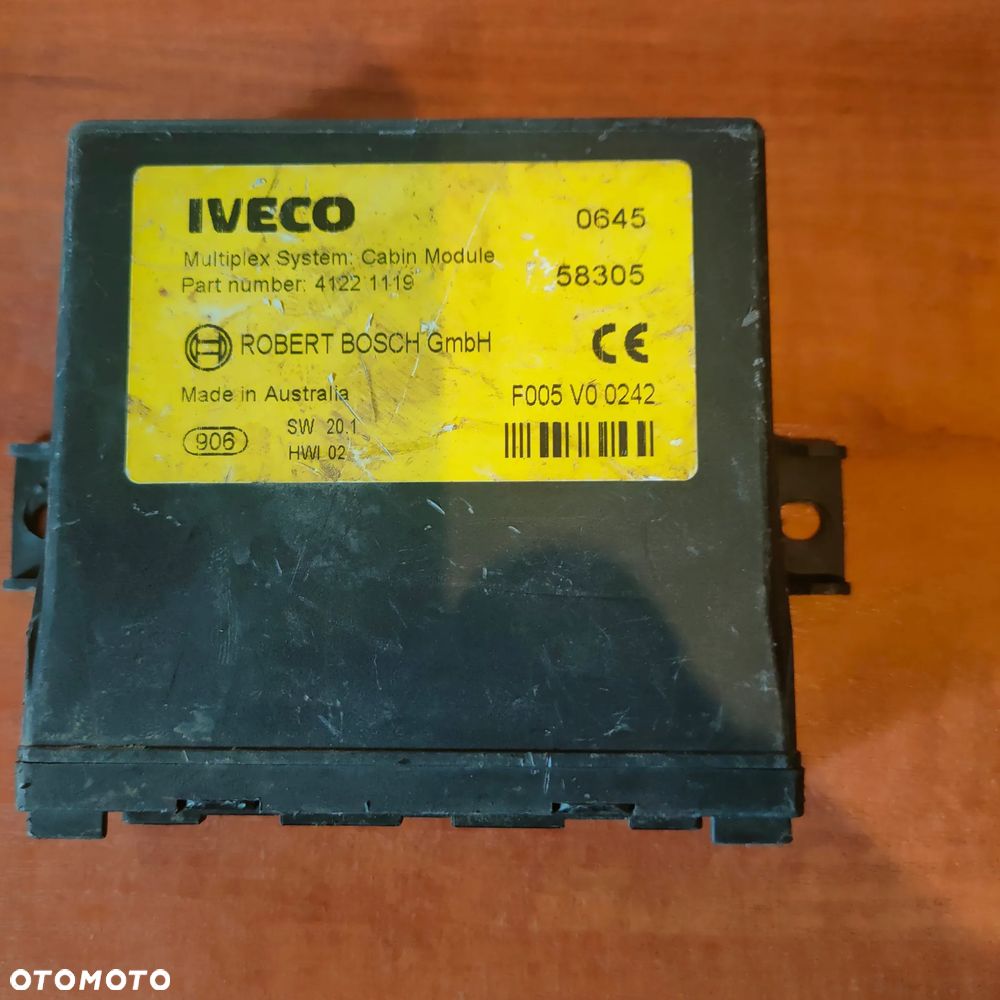 IVECO 0645
Multiplex System: Cabin Module
Part number: 4122 1119 58305
ROBERT BOSCH GmbH CE
Made in Australia F005 V0 0242
906 SW 20.1
HWI 02
OTOMOTO